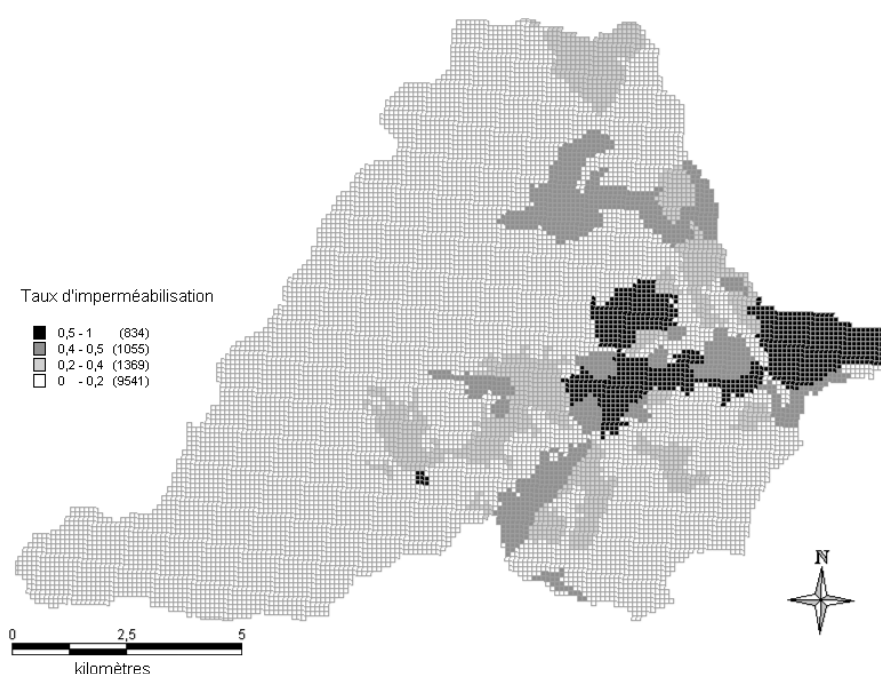 Taux d'imperméabilisation
0,5 - 1 (834)
0,4 - 0,5 (1055)
0,2 - 0,4 (1369)
0 - 0,2 (9541)
N
0 2,5 5
kilomètres